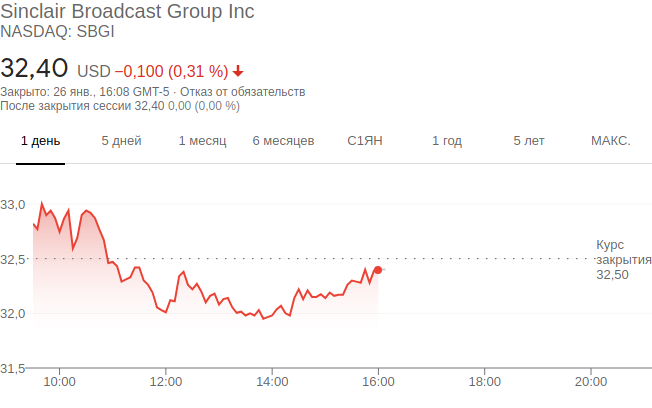 Sinclair Broadcast Group Inc
NASDAQ: SBGI
32,40 USD −0,100 (0,31 %)
Закрыто: 26 янв., 16:08 GMT-5 · Отказ от обязательств
После закрытия сессии 32,40 0,00 (0,00 %)
1 день 5 дней 1 месяц 6 месяцев С1ЯН 1 год 5 лет МАКС.
33,0
Курс
32,5 закрытия
32,50
32,0
31,5
10:00 12:00 14:00 16:00 18:00 20:00